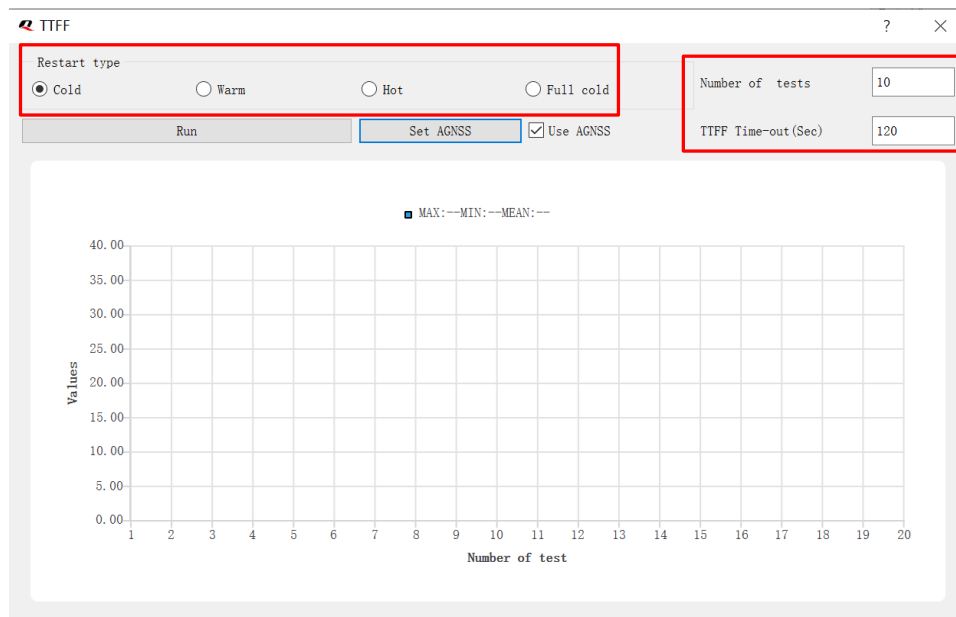 TTFF ?
Restart type
Cold Warm Hot Full cold
Number of tests 10
Run Set AGNSS Use AGNSS
TTFF Time-out(Sec) 120
MAX:--MIN:--MEAN:--
40.00
35.00
30.00
25.00
20.00
15.00
10.00
5.00
0.00
Values
1 2 3 4 5 6 7 8 9 10 11 12 13 14 15 16 17 18 19 20
Number of test